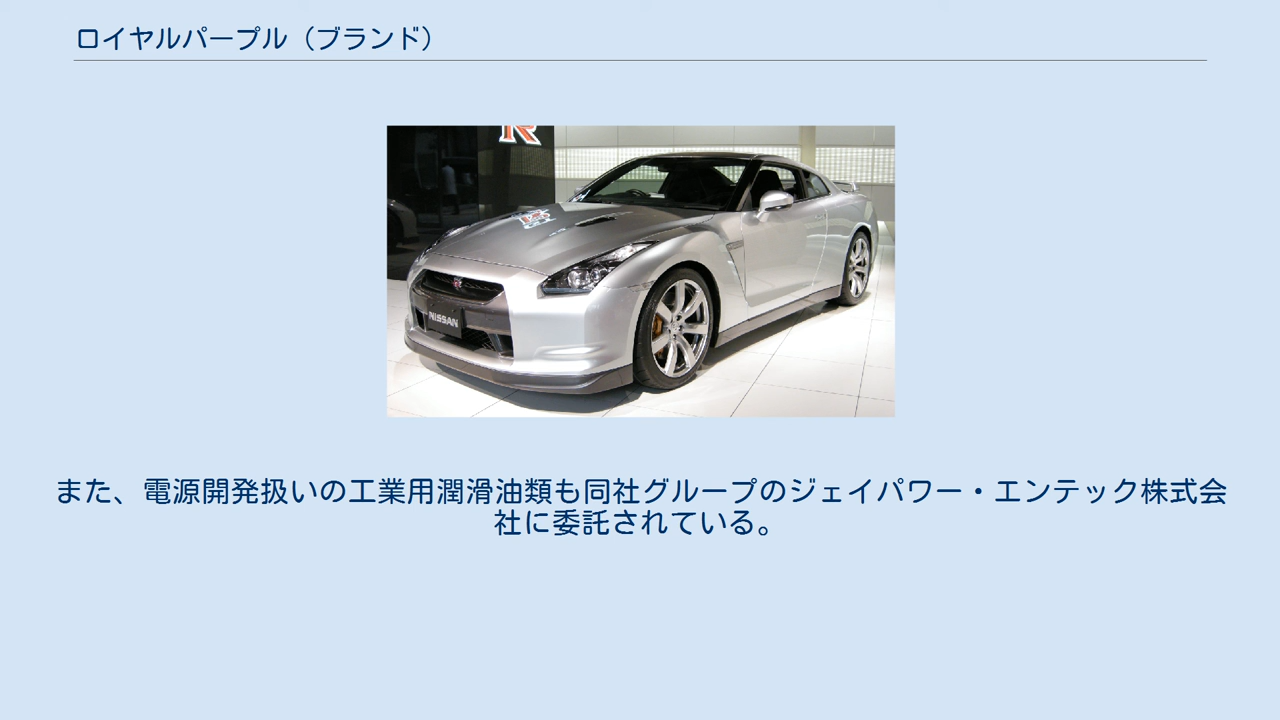 ロイヤルパープル（ブランド）
R
NISSAN
また、電源開発扱いの工業用潤滑油類も同社グループのジェイパワー・エンテック株式会
社に委託されている。